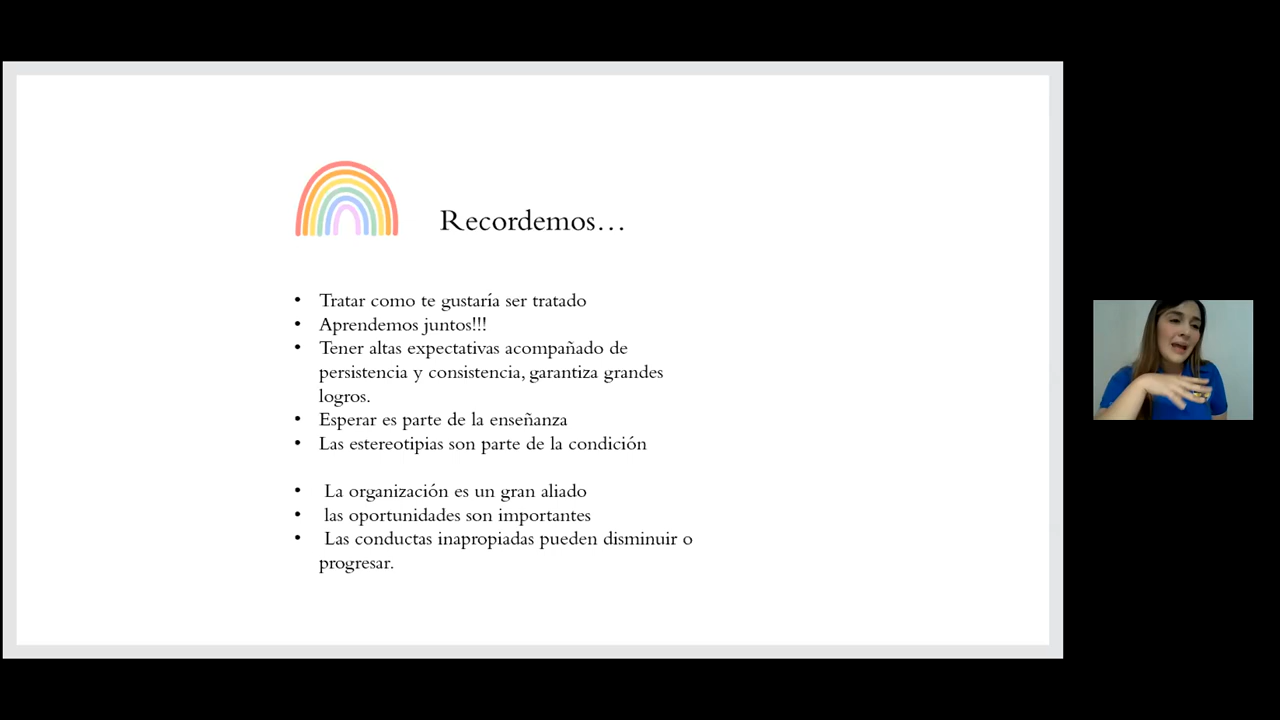 Recordemos…
• Tratar como te gustaría ser tratado
• Aprendemos juntos!!!
• Tener altas expectativas acompañado de
persistencia y consistencia, garantiza grandes
logros.
• Esperar es parte de la enseñanza
• Las estereotipias son parte de la condición
• La organización es un gran aliado
• las oportunidades son importantes
• Las conductas inapropiadas pueden disminuir o
progresar.